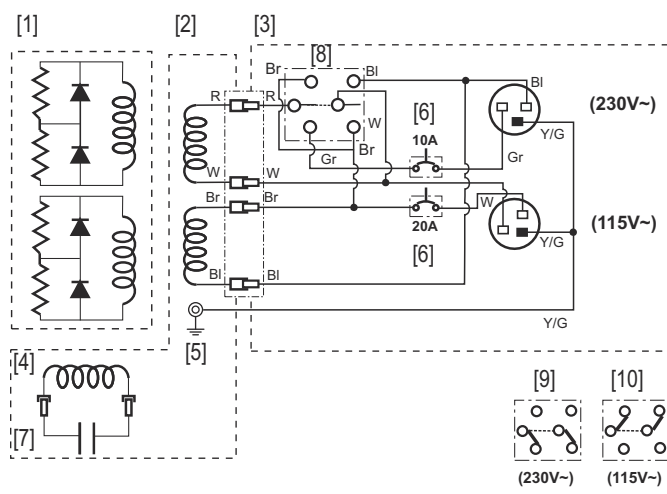 [1] [2] [3]
[8]
Br Bl Bl
R R [6] (230V~)
W 10A Y/G
Br
Gr Gr
W W
Br Br W
20A (115V~)
[6] Y/G
Bl Bl
Y/G
[5]
[4]
[7]
[9] [10]
(230V~) (115V~)